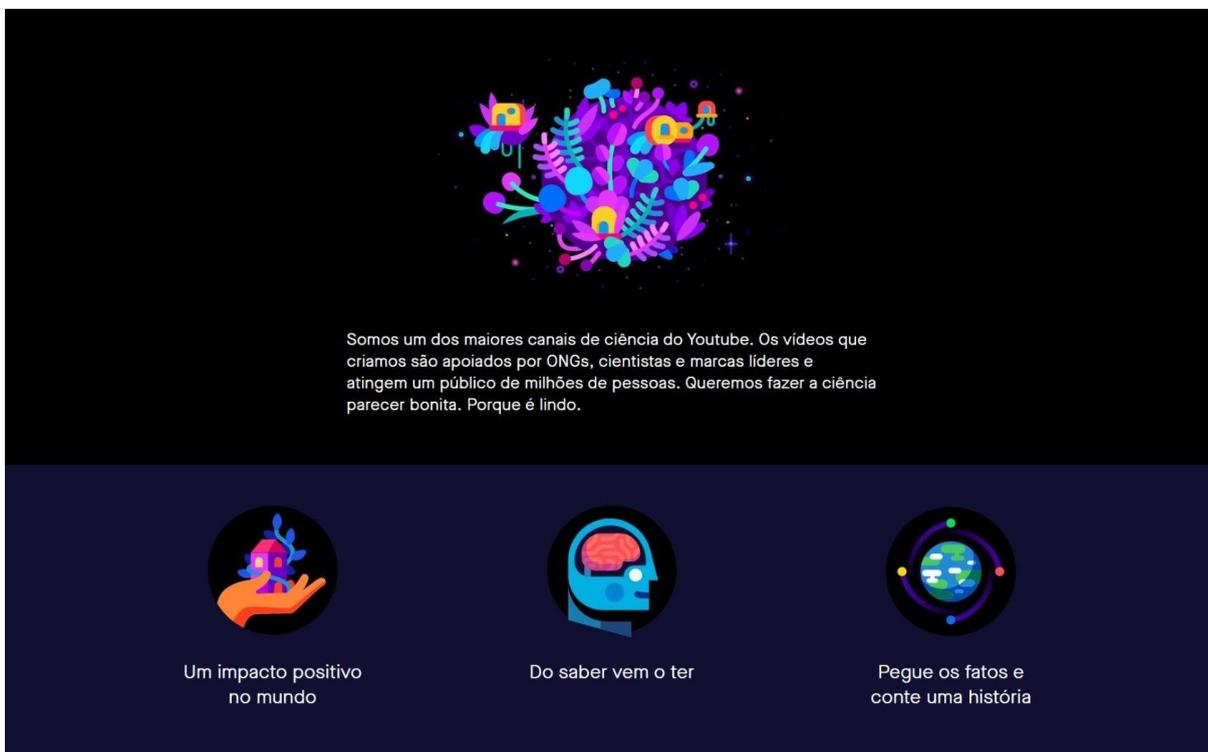 Somos um dos maiores canais de ciência do Youtube. Os vídeos que
criamos são apoiados por ONGs, cientistas e marcas líderes e
atingem um público de milhões de pessoas. Queremos fazer a ciência
parecer bonita. Porque é lindo.
Um impacto positivo
no mundo
Do saber vem o ter
Pegue os fatos e
conte uma história